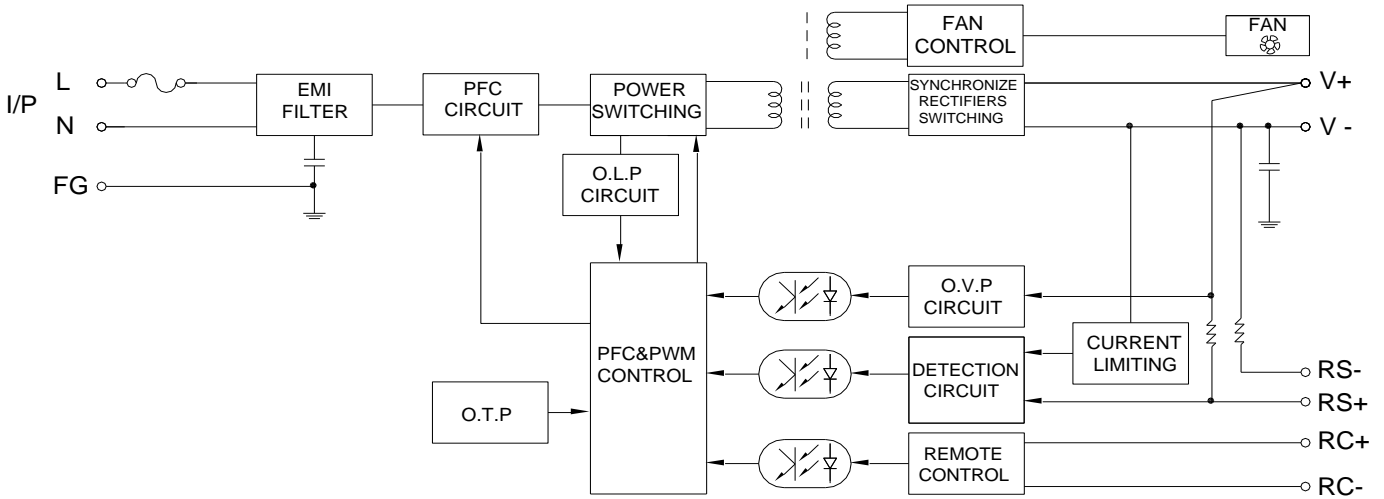 FAN
CONTROL
FAN
I/P
L
N
FG
EMI
FILTER
PFC
CIRCUIT
POWER
SWITCHING
SYNCHRONIZE
RECTIFIERS
SWITCHING
V+
V -
O.L.P
CIRCUIT
PFC&PWM
CONTROL
O.T.P
O.V.P
CIRCUIT
DETECTION
CIRCUIT
CURRENT
LIMITING
REMOTE
CONTROL
RS-
RS+
RC+
RC-